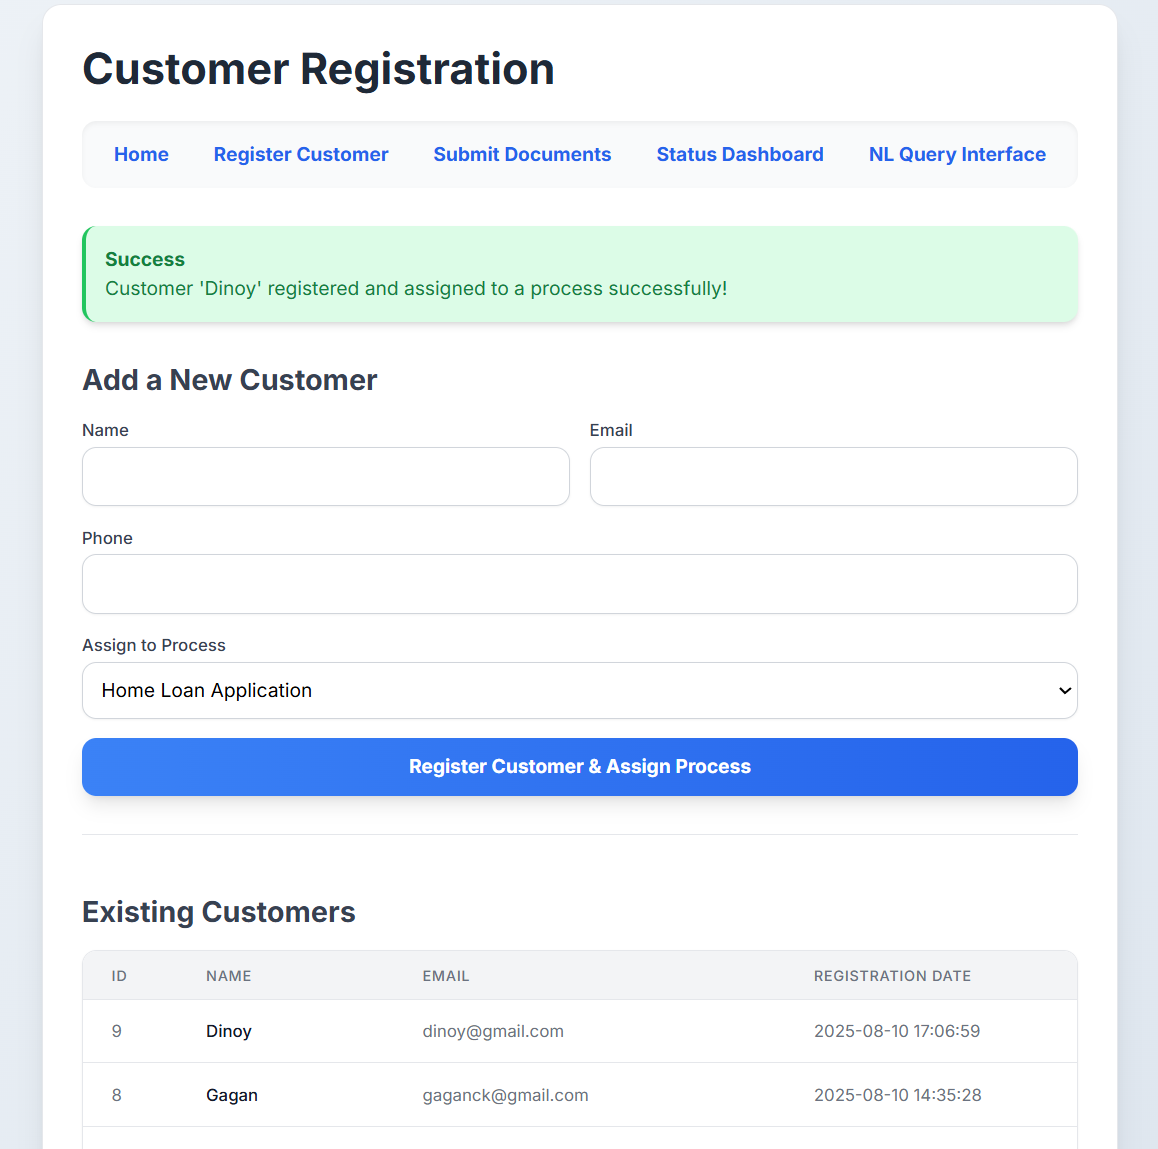 Customer Registration
Home Register Customer Submit Documents Status Dashboard NL Query Interface
Success
Customer 'Dinoy' registered and assigned to a process successfully!
Add a New Customer
Name Email
Phone
Assign to Process
Home Loan Application
Register Customer & Assign Process
Existing Customers
ID NAME EMAIL REGISTRATION DATE
9 Dinoy dinoy@gmail.com 2025-08-10 17:06:59
8 Gagan gaganck@gmail.com 2025-08-10 14:35:28